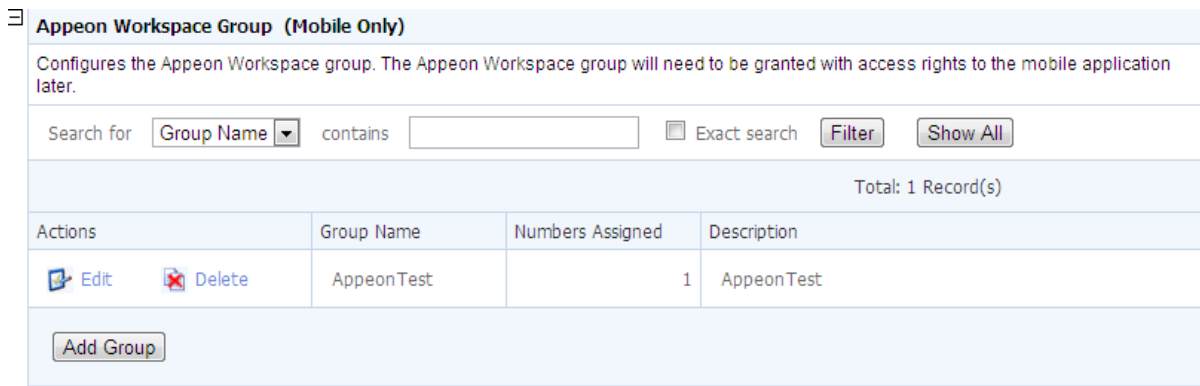 Appeon Workspace Group (Mobile Only)
Configures the Appeon Workspace group. The Appeon Workspace group will need to be granted with access rights to the mobile application
later.
Search for Group Name contains Exact search Filter Show All
Total: 1 Record(s)
Actions Group Name Numbers Assigned Description
Edit Delete AppeonTest 1 AppeonTest
Add Group